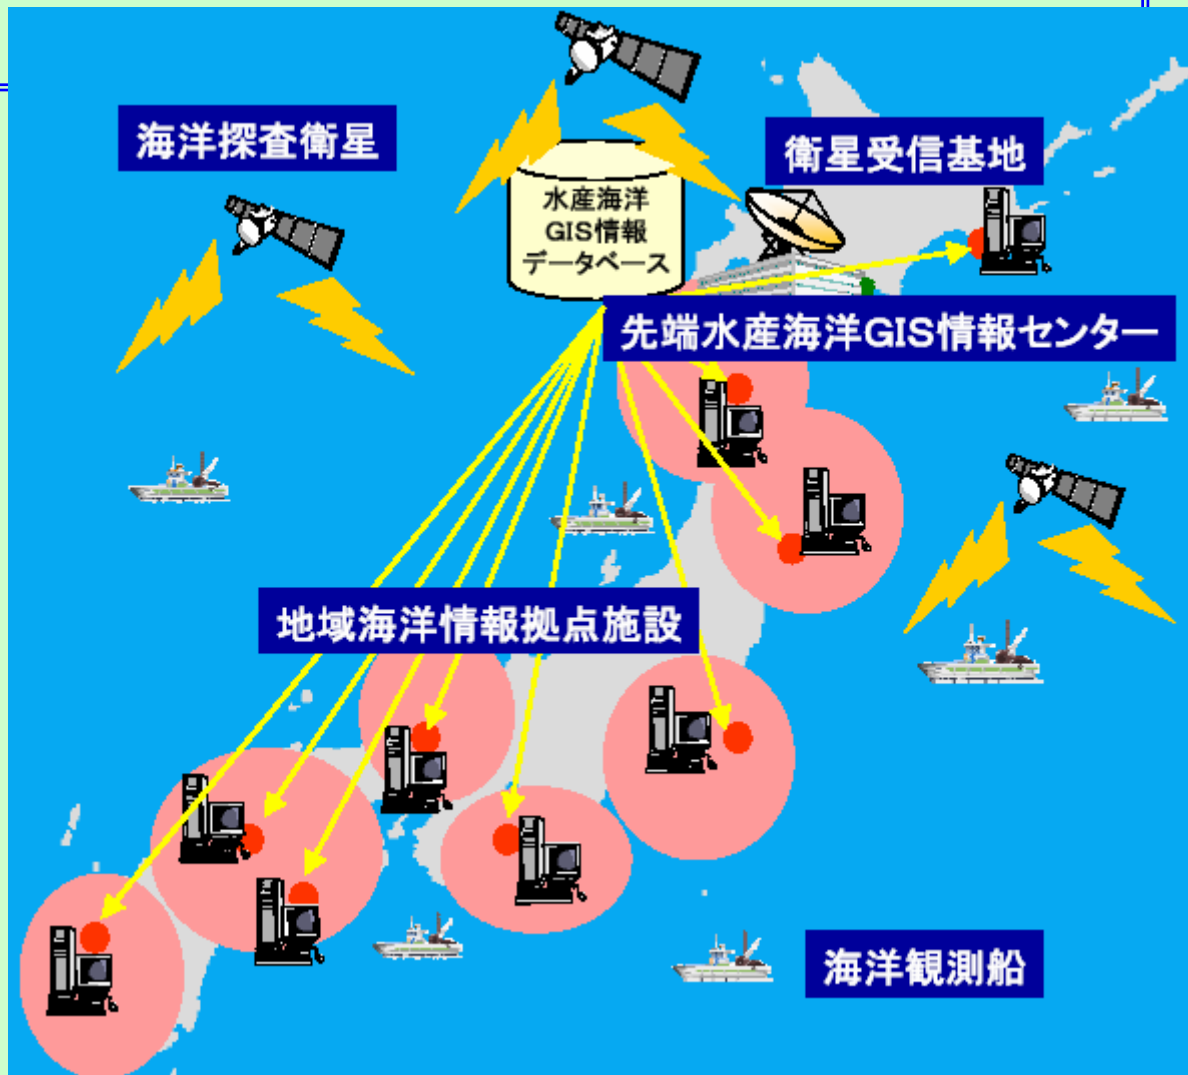 海洋探査衛星
衛星受信基地
水産海洋
GIS情報
データベース
先端水産海洋GIS情報センター
地域海洋情報拠点施設
海洋観測船